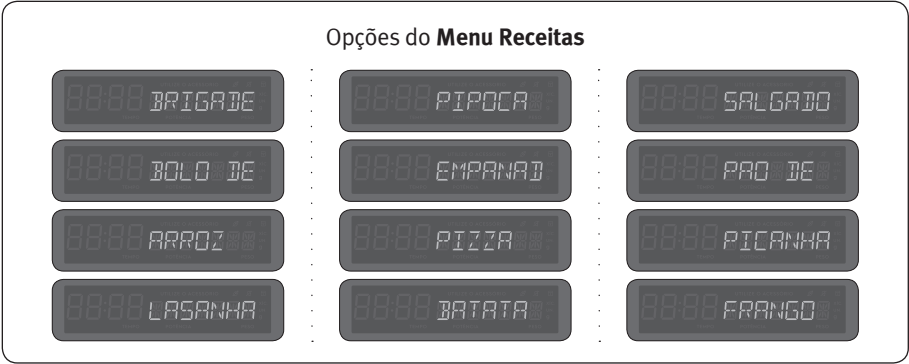 Opções do Menu Receitas
BRIGADE
BOLO DE
ARROZ
LASANHA
PIPOCA
EMPANAD
PIZZA
BATATA
SALGADO
PAO DE
PICANHA
FRANGO